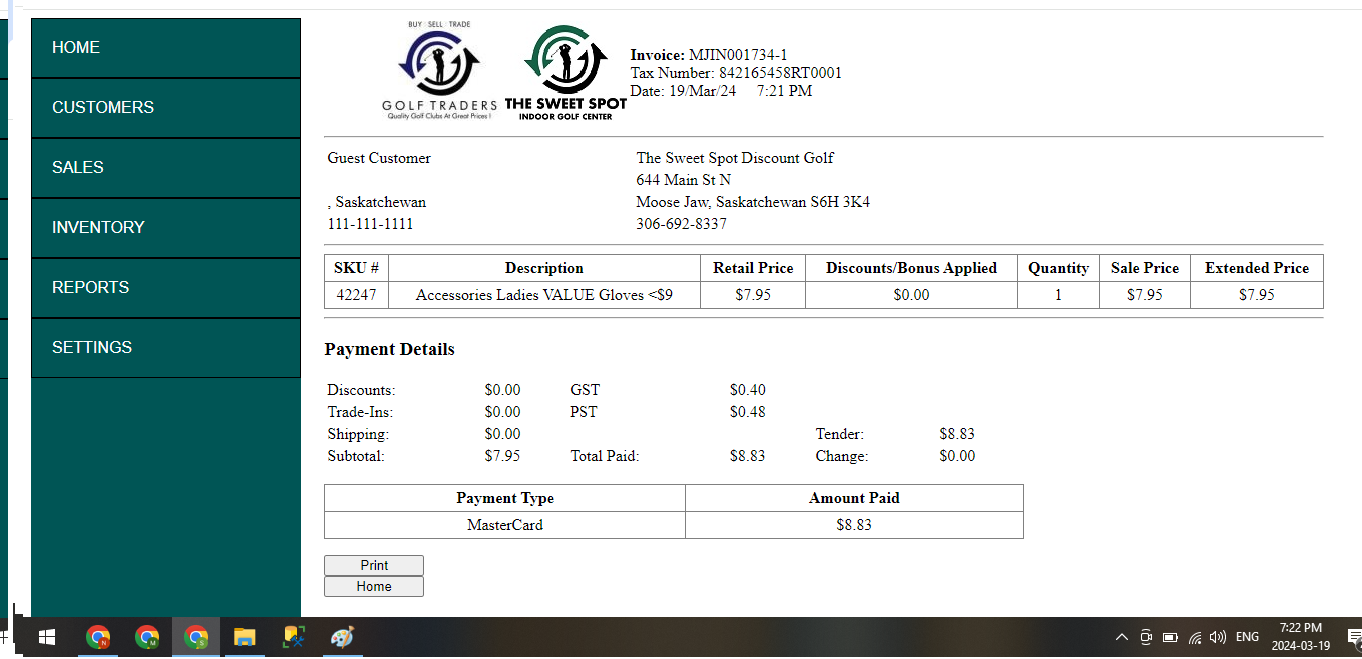 HOME
CUSTOMERS
SALES
INVENTORY
REPORTS
SETTINGS
BUY SELL TRADE
GOLF TRADERS
Quality Golf Clubs At Great Prices !
THE SWEET SPOT
INDOOR GOLF CENTER
Invoice: MJIN001734-1
Tax Number: 842165458RT0001
Date: 19/Mar/24 7:21 PM
Guest Customer
, Saskatchewan
111-111-1111
The Sweet Spot Discount Golf
644 Main St N
Moose Jaw, Saskatchewan S6H 3K4
306-692-8337
SKU # Description Retail Price Discounts/Bonus Applied Quantity Sale Price Extended Price
42247 Accessories Ladies VALUE Gloves <$9 $7.95 $0.00 1 $7.95 $7.95
Payment Details
Discounts: $0.00 GST $0.40
Trade-Ins: $0.00 PST $0.48
Shipping: $0.00 Tender: $8.83
Subtotal: $7.95 Total Paid: $8.83 Change: $0.00
Payment Type Amount Paid
MasterCard $8.83
Print
Home
N
M
S
ENG
7:22 PM
2024-03-19